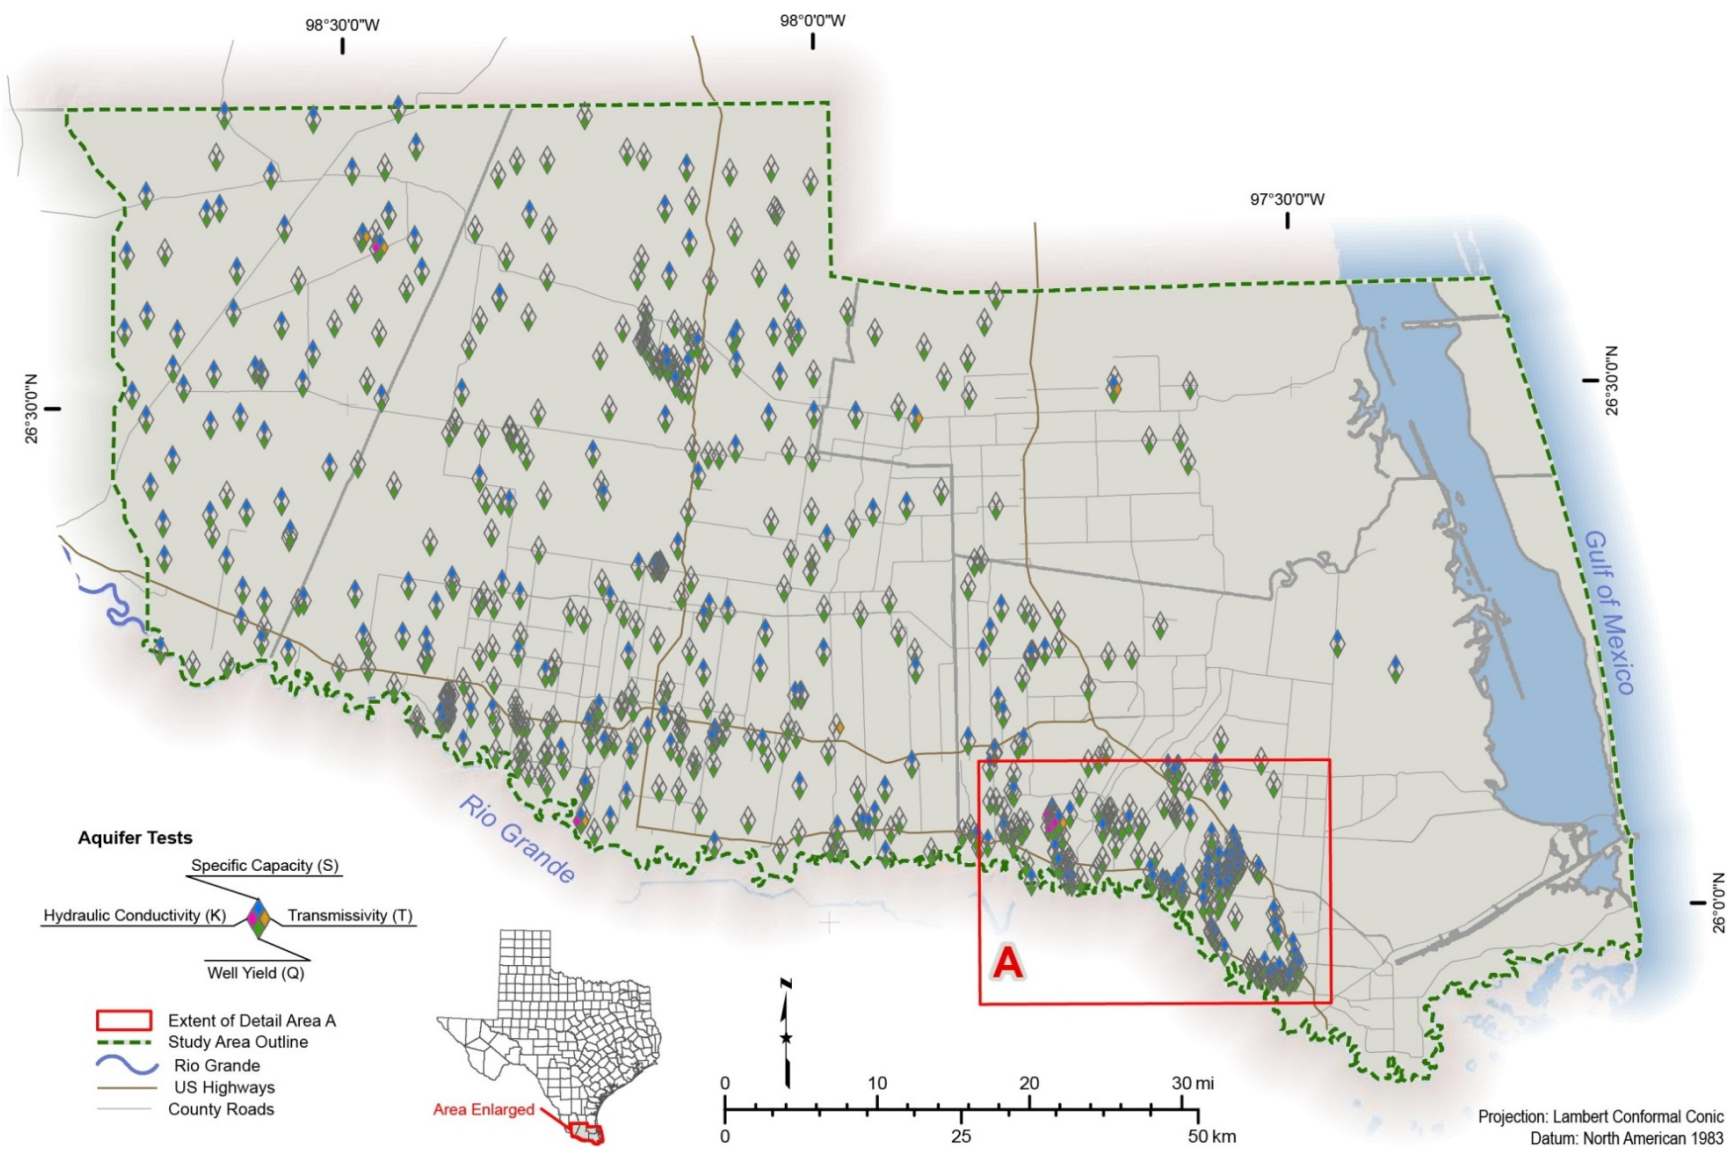 98°30'0"W
98°0'0"W
97°30'0"W
26°30'0"N
26°30'0"N
Gulf of Mexico
Rio Grande
A
26°0'0"N
Aquifer Tests
Specific Capacity (S)
Hydraulic Conductivity (K)
Transmissivity (T)
Well Yield (Q)
Extent of Detail Area A
Study Area Outline
Rio Grande
US Highways
County Roads
Area Enlarged
N
0 10 20 30 mi
0 25 50 km
Projection: Lambert Conformal Conic
Datum: North American 1983